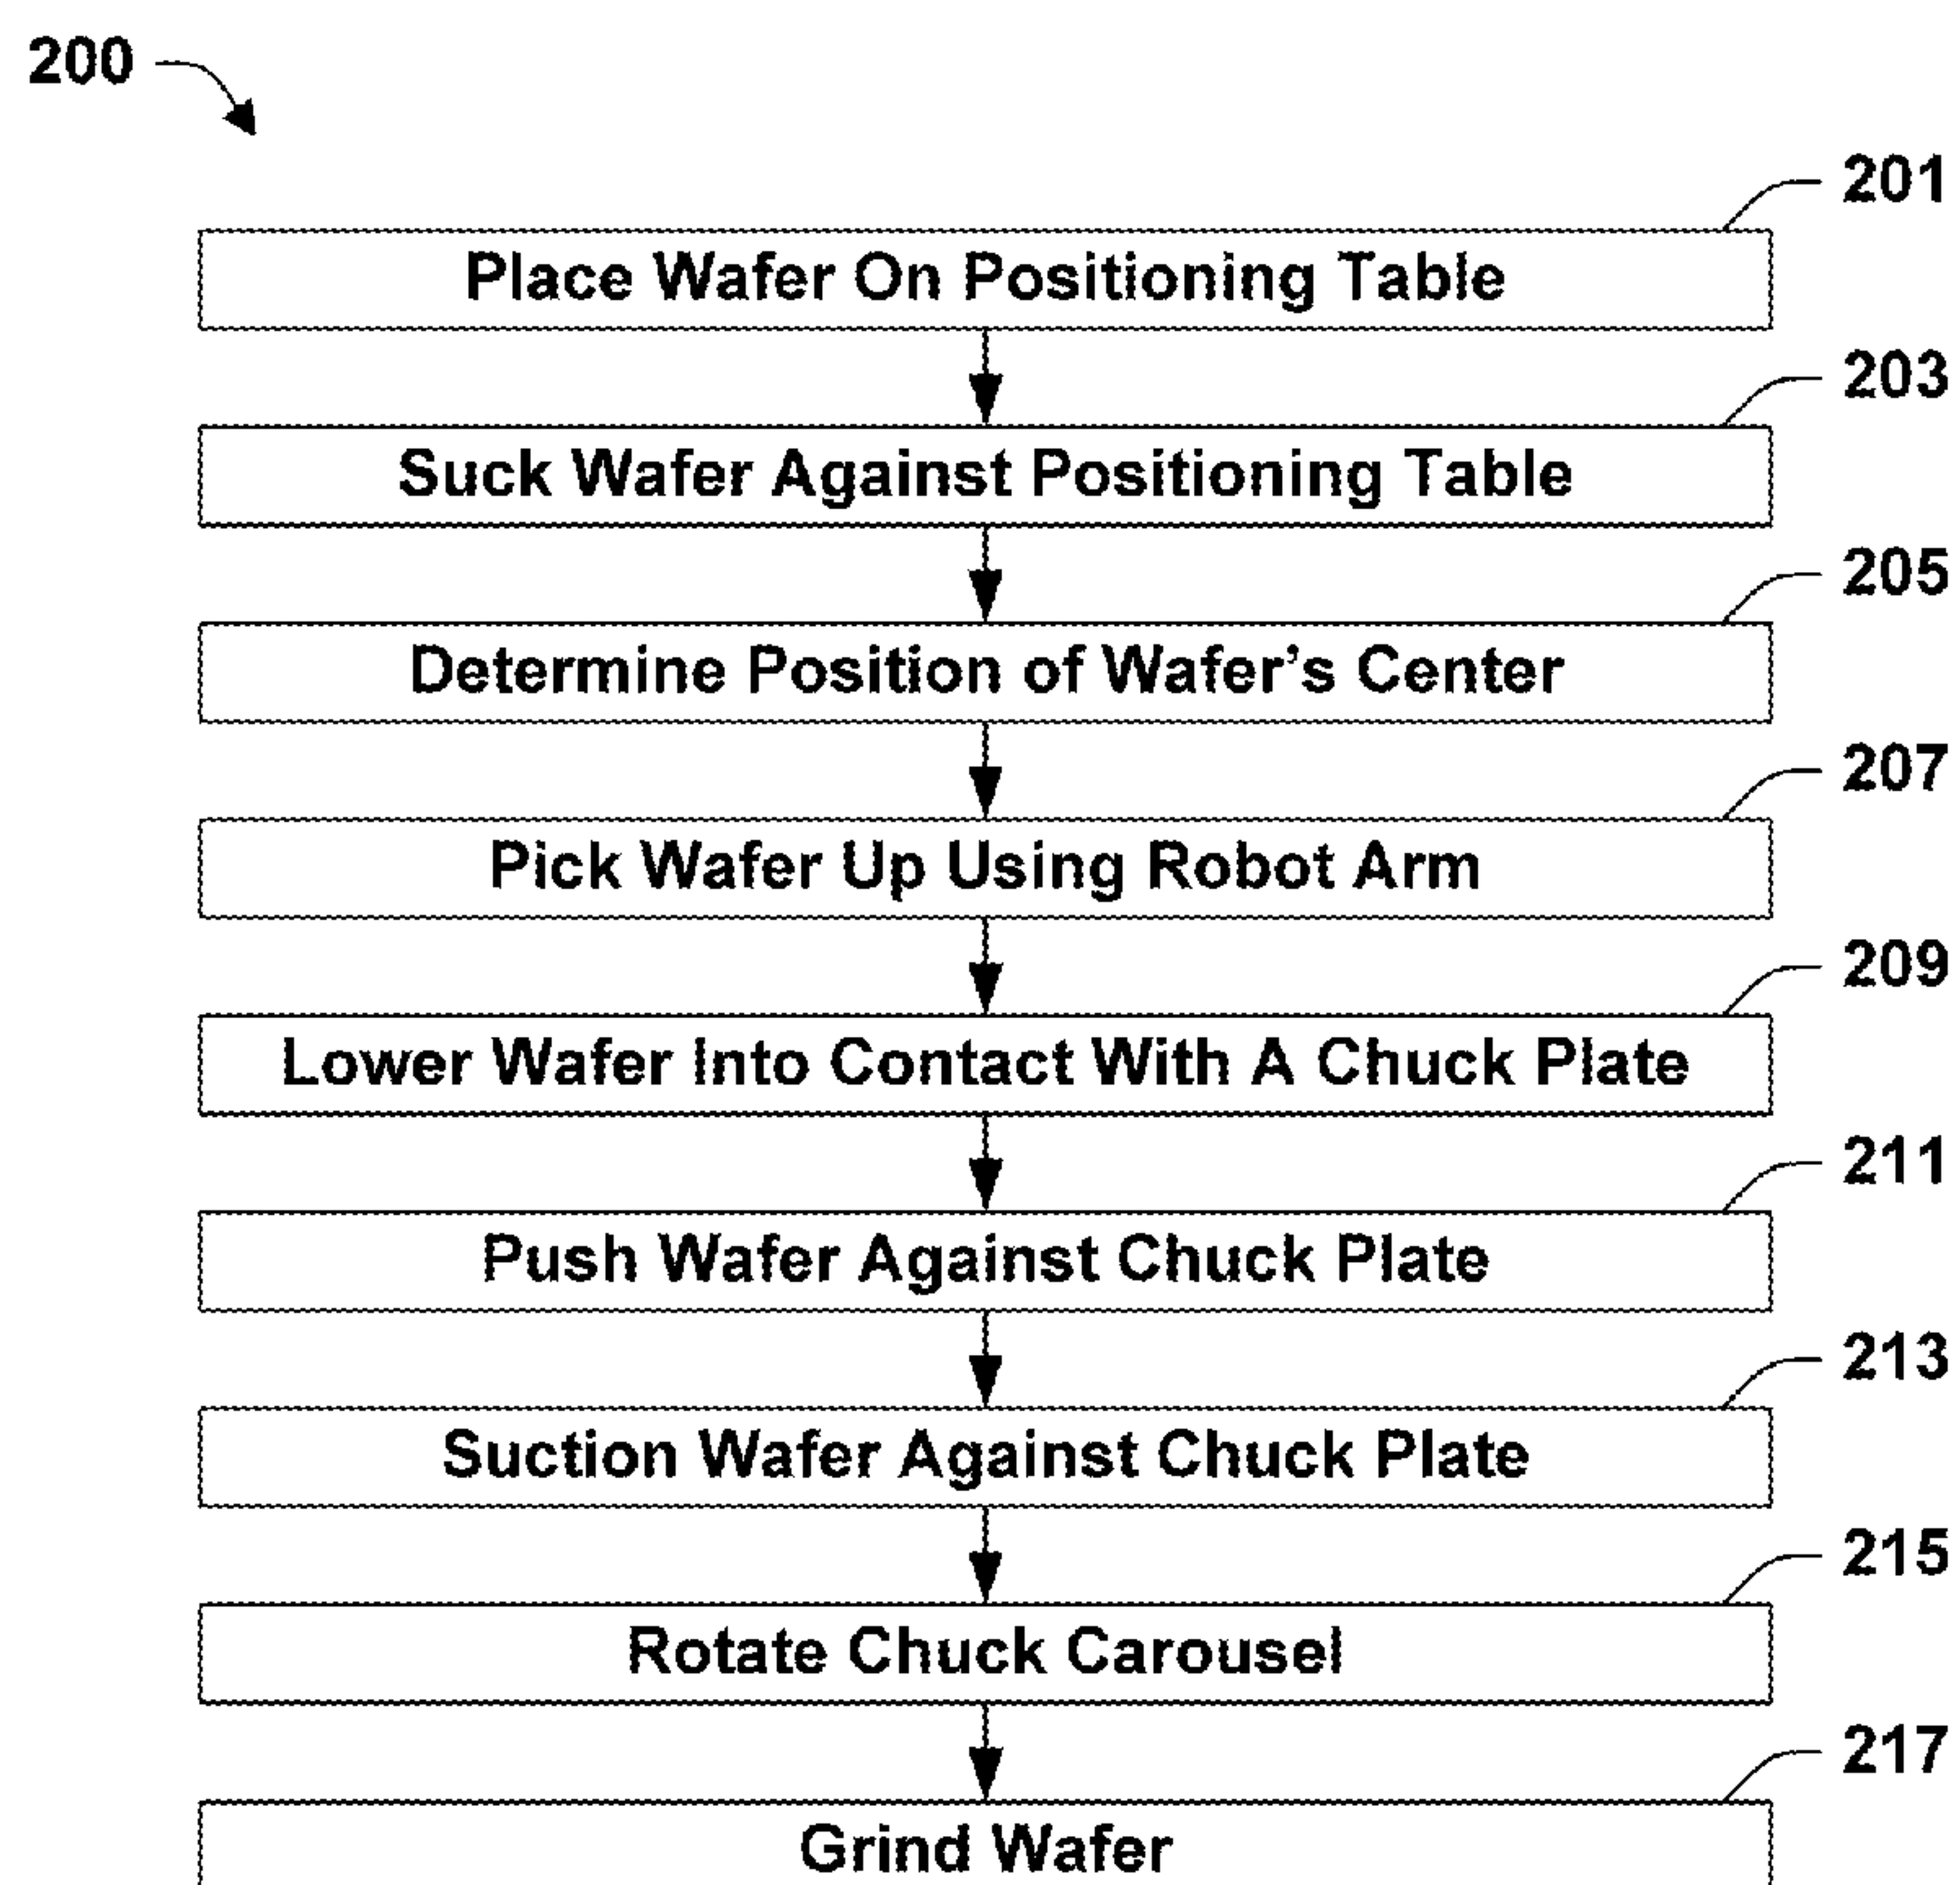 200
201
Place Wafer On Positioning Table
203
Suck Wafer Against Positioning Table
205
Determine Position of Wafer's Center
207
Pick Wafer Up Using Robot Arm
209
Lower Wafer Into Contact With A Chuck Plate
211
Push Wafer Against Chuck Plate
213
Suction Wafer Against Chuck Plate
215
Rotate Chuck Carousel
217
Grind Wafer